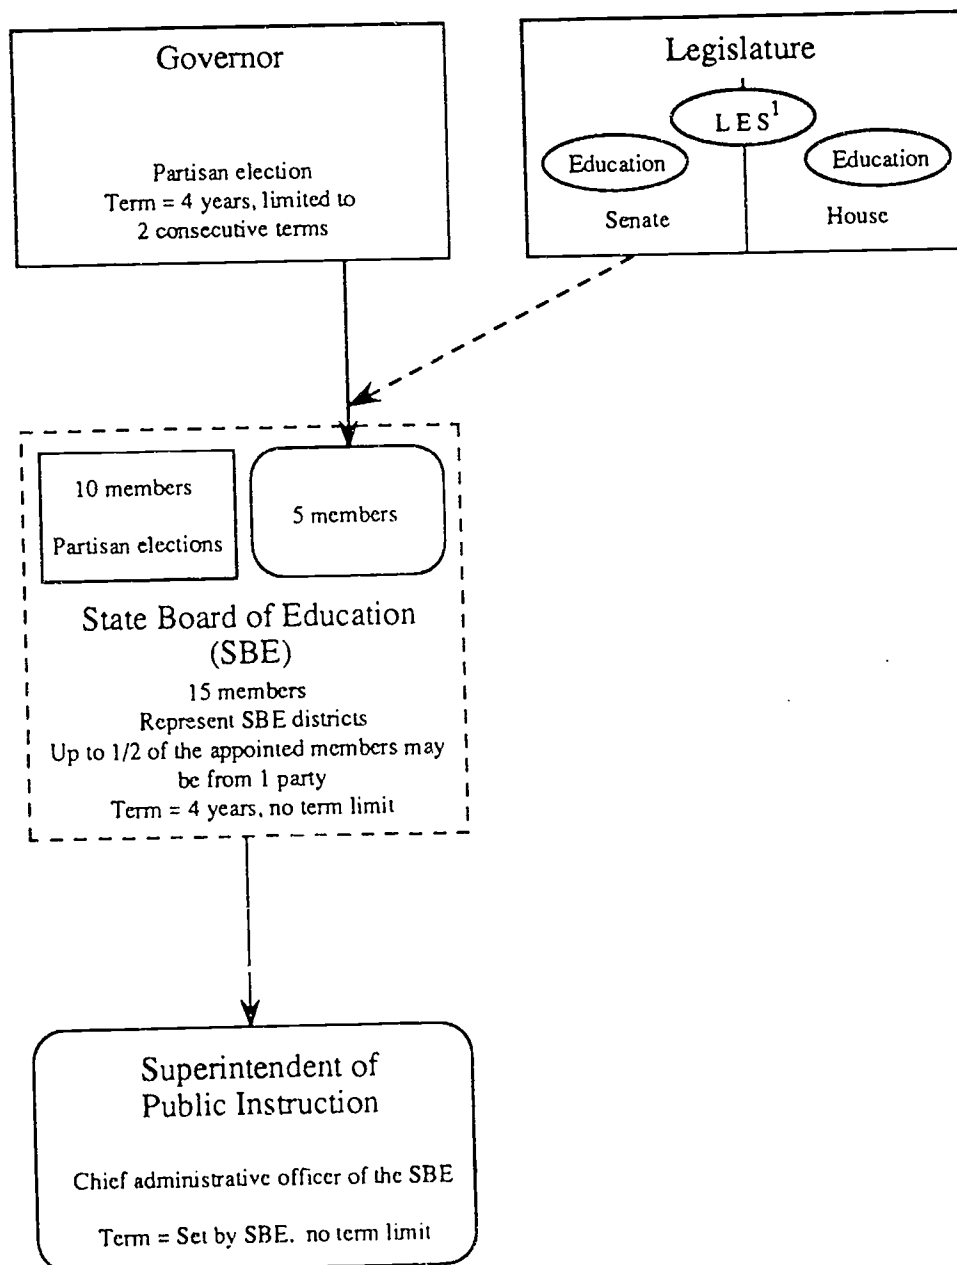 Governor
Partisan election
Term = 4 years, limited to
2 consecutive terms
Legislature
L E S¹
Education
Education
Senate
House
10 members
Partisan elections
5 members
State Board of Education
(SBE)
15 members
Represent SBE districts
Up to 1/2 of the appointed members may
be from 1 party
Term = 4 years, no term limit
Superintendent of
Public Instruction
Chief administrative officer of the SBE
Term = Set by SBE. no term limit